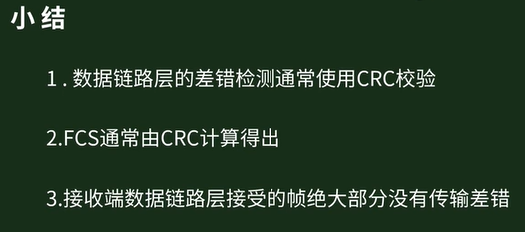 小结
1 . 数据链路层的差错检测通常使用CRC校验
2.FCS通常由CRC计算得出
3.接收端数据链路层接受的帧绝大部分没有传输差错